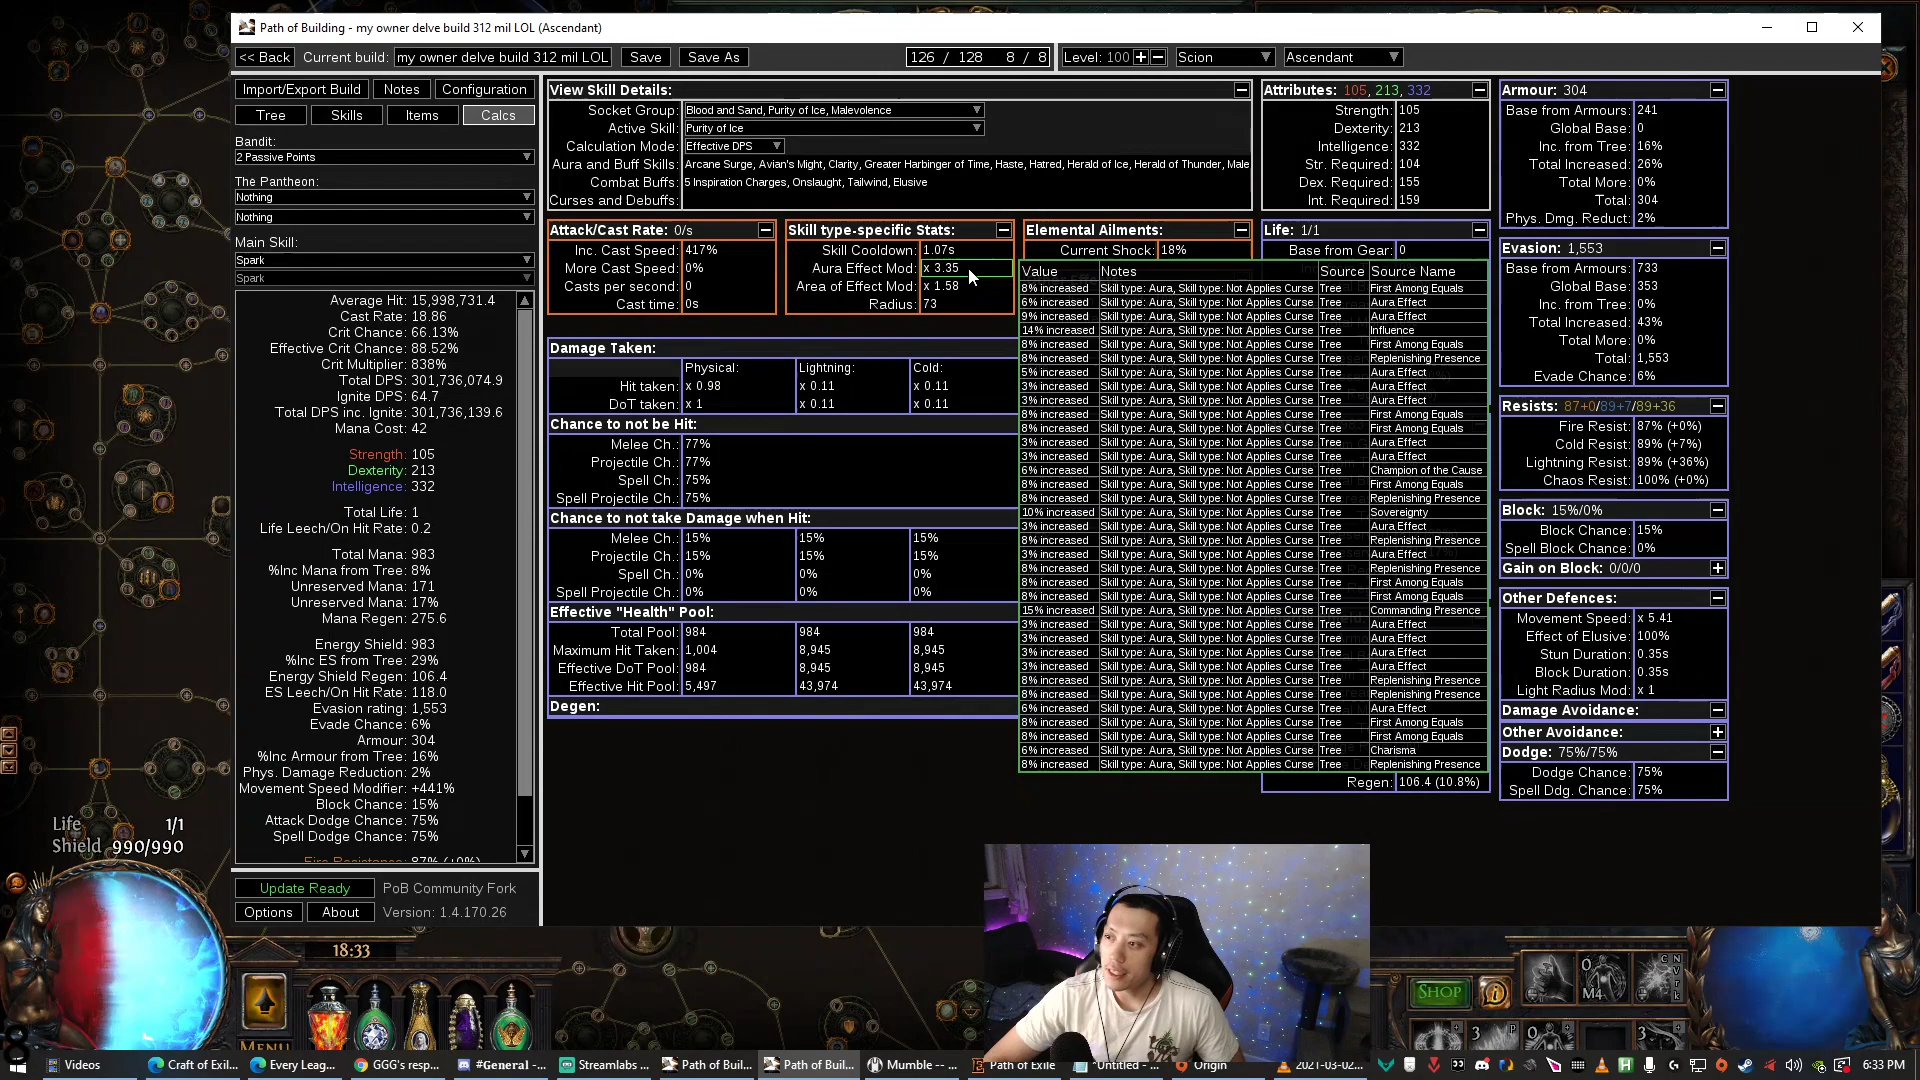 Path of Building - my owner delve build 312 mil LOL (Ascendant)
<< Back Current build: my owner delve build 312 mil LOL Save Save As 126 / 128 8 / 8 Level: 100 Scion Ascendant
Import/Export Build Notes Configuration
Tree Skills Items Calcs
Bandit:
2 Passive Points
The Pantheon:
Nothing
Nothing
Main Skill:
Spark
Spark
Average Hit: 15,998,731.4
Cast Rate: 18.86
Crit Chance: 66.13%
Effective Crit Chance: 88.52%
Crit Multiplier: 838%
Total DPS: 301,736,074.9
Ignite DPS: 64.7
Total DPS inc. Ignite: 301,736,139.6
Mana Cost: 42
Strength: 105
Dexterity: 213
Intelligence: 332
Total Life: 1
Life Leech/On Hit Rate: 0.2
Total Mana: 983
%Inc Mana from Tree: 8%
Unreserved Mana: 171
Unreserved Mana: 17%
Mana Regen: 275.6
Energy Shield: 983
%Inc ES from Tree: 29%
Energy Shield Regen: 106.4
ES Leech/On Hit Rate: 118.0
Evasion rating: 1,553
Evade Chance: 6%
Armour: 304
%Inc Armour from Tree: 16%
Phys. Damage Reduction: 2%
Movement Speed Modifier: +441%
Block Chance: 15%
Attack Dodge Chance: 75%
Spell Dodge Chance: 75%
Fire Resistance: 87% (+0%)
Update Ready PoB Community Fork
Options About Version: 1.4.170.26
View Skill Details:
Socket Group: Blood and Sand, Purity of Ice, Malevolence
Active Skill: Purity of Ice
Calculation Mode: Effective DPS
Aura and Buff Skills: Arcane Surge, Avian's Might, Clarity, Greater Harbinger of Time, Haste, Hatred, Herald of Ice, Herald of Thunder, Male
Combat Buffs: 5 Inspiration Charges, Onslaught, Tailwind, Elusive
Curses and Debuffs:
Attack/Cast Rate: 0/s
Inc. Cast Speed: 417%
More Cast Speed: 0%
Casts per second: 0
Cast time: 0s
Skill type-specific Stats:
Skill Cooldown: 1.07s
Aura Effect Mod: x 3.35
Area of Effect Mod: x 1.58
Radius: 73
Elemental Ailments:
Current Shock: 18%
Damage Taken:
Physical: Lightning: Cold:
Hit taken: x 0.98 x 0.11 x 0.11
DoT taken: x 1 x 0.11 x 0.11
Chance to not be Hit:
Melee Ch.: 77%
Projectile Ch.: 77%
Spell Ch.: 75%
Spell Projectile Ch.: 75%
Chance to not take Damage when Hit:
Melee Ch.: 15% 15% 15%
Projectile Ch.: 15% 15% 15%
Spell Ch.: 0% 0% 0%
Spell Projectile Ch.: 0% 0% 0%
Effective "Health" Pool:
Total Pool: 984 984 984
Maximum Hit Taken: 1,004 8,945 8,945
Effective DoT Pool: 984 8,945 8,945
Effective Hit Pool: 5,497 43,974 43,974
Degen:
Value Notes Source Source Name
8% increased Skill type: Aura, Skill type: Not Applies Curse Tree First Among Equals
6% increased Skill type: Aura, Skill type: Not Applies Curse Tree Aura Effect
9% increased Skill type: Aura, Skill type: Not Applies Curse Tree Aura Effect
14% increased Skill type: Aura, Skill type: Not Applies Curse Tree Influence
8% increased Skill type: Aura, Skill type: Not Applies Curse Tree First Among Equals
8% increased Skill type: Aura, Skill type: Not Applies Curse Tree Replenishing Presence
5% increased Skill type: Aura, Skill type: Not Applies Curse Tree Aura Effect
3% increased Skill type: Aura, Skill type: Not Applies Curse Tree Aura Effect
3% increased Skill type: Aura, Skill type: Not Applies Curse Tree Aura Effect
8% increased Skill type: Aura, Skill type: Not Applies Curse Tree First Among Equals
8% increased Skill type: Aura, Skill type: Not Applies Curse Tree First Among Equals
3% increased Skill type: Aura, Skill type: Not Applies Curse Tree Aura Effect
3% increased Skill type: Aura, Skill type: Not Applies Curse Tree Aura Effect
6% increased Skill type: Aura, Skill type: Not Applies Curse Tree Champion of the Cause
8% increased Skill type: Aura, Skill type: Not Applies Curse Tree First Among Equals
8% increased Skill type: Aura, Skill type: Not Applies Curse Tree Replenishing Presence
10% increased Skill type: Aura, Skill type: Not Applies Curse Tree Sovereignty
3% increased Skill type: Aura, Skill type: Not Applies Curse Tree Aura Effect
8% increased Skill type: Aura, Skill type: Not Applies Curse Tree Replenishing Presence
3% increased Skill type: Aura, Skill type: Not Applies Curse Tree Aura Effect
8% increased Skill type: Aura, Skill type: Not Applies Curse Tree Replenishing Presence
8% increased Skill type: Aura, Skill type: Not Applies Curse Tree First Among Equals
8% increased Skill type: Aura, Skill type: Not Applies Curse Tree First Among Equals
15% increased Skill type: Aura, Skill type: Not Applies Curse Tree Commanding Presence
3% increased Skill type: Aura, Skill type: Not Applies Curse Tree Aura Effect
3% increased Skill type: Aura, Skill type: Not Applies Curse Tree Aura Effect
3% increased Skill type: Aura, Skill type: Not Applies Curse Tree Aura Effect
3% increased Skill type: Aura, Skill type: Not Applies Curse Tree Aura Effect
8% increased Skill type: Aura, Skill type: Not Applies Curse Tree Replenishing Presence
8% increased Skill type: Aura, Skill type: Not Applies Curse Tree Replenishing Presence
6% increased Skill type: Aura, Skill type: Not Applies Curse Tree Aura Effect
8% increased Skill type: Aura, Skill type: Not Applies Curse Tree First Among Equals
8% increased Skill type: Aura, Skill type: Not Applies Curse Tree First Among Equals
6% increased Skill type: Aura, Skill type: Not Applies Curse Tree Charisma
8% increased Skill type: Aura, Skill type: Not Applies Curse Tree Replenishing Presence
Attributes: 105, 213, 332
Strength: 105
Dexterity: 213
Intelligence: 332
Str. Required: 104
Dex. Required: 155
Int. Required: 159
Life: 1/1
Base from Gear: 0
Regen: 106.4 (10.8%)
Armour: 304
Base from Armours: 241
Global Base: 0
Inc. from Tree: 16%
Total Increased: 26%
Total More: 0%
Total: 304
Phys. Dmg. Reduct: 2%
Evasion: 1,553
Base from Armours: 733
Global Base: 353
Inc. from Tree: 0%
Total Increased: 43%
Total More: 0%
Total: 1,553
Evade Chance: 6%
Resists: 87+0/89+7/89+36
Fire Resist: 87% (+0%)
Cold Resist: 89% (+7%)
Lightning Resist: 89% (+36%)
Chaos Resist: 100% (+0%)
Block: 15%/0%
Block Chance: 15%
Spell Block Chance: 0%
Gain on Block: 0/0/0
Other Defences:
Movement Speed: x 5.41
Effect of Elusive: 100%
Stun Duration: 0.35s
Block Duration: 0.35s
Light Radius Mod: x 1
Damage Avoidance:
Other Avoidance:
Dodge: 75%/75%
Dodge Chance: 75%
Spell Ddg. Chance: 75%
Life 1/1
Shield 990/990
18:33
MENU
SHOP
M4
3 P
3
Videos Craft of Exil... Every Leag... GGG's resp... #General -... Streamlabs ... Path of Buil... Path of Buil... Mumble -- ... Path of Exile *Untitled - ... Origin 2021-03-02... 6:33 PM